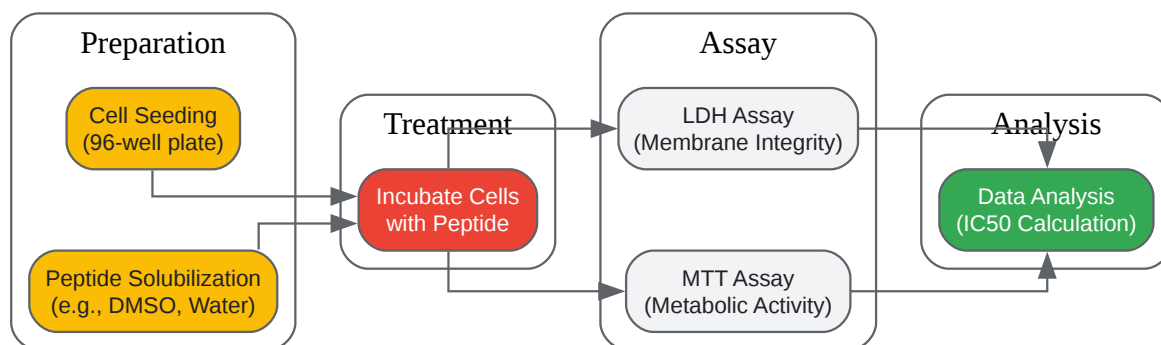 Preparation
Cell Seeding
(96-well plate)
Peptide Solubilization
(e.g., DMSO, Water)
Treatment
Incubate Cells
with Peptide
Assay
LDH Assay
(Membrane Integrity)
MTT Assay
(Metabolic Activity)
Analysis
Data Analysis
(IC50 Calculation)